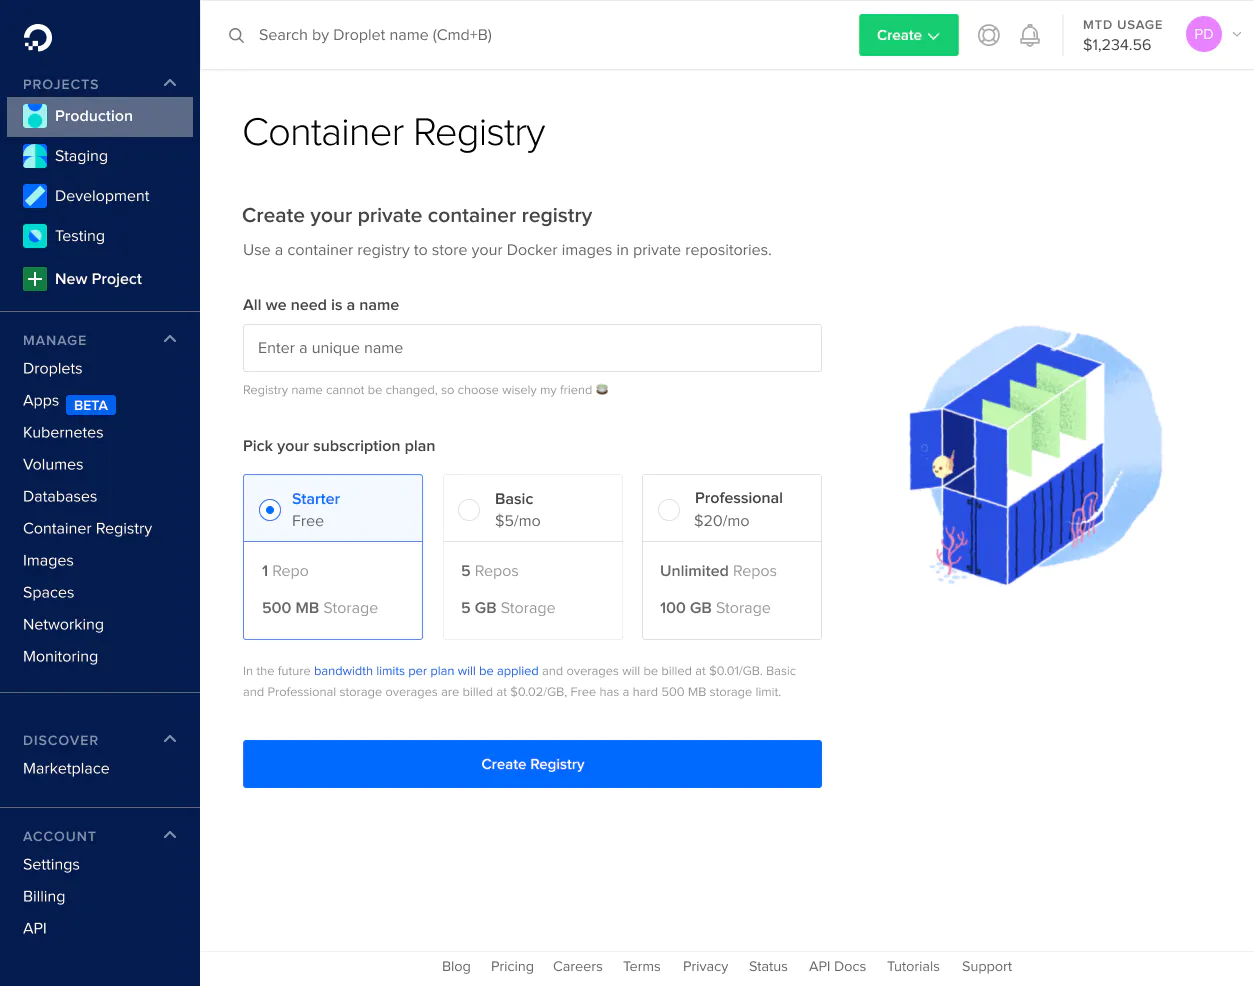 Search by Droplet name (Cmd+B)
Create
MTD USAGE
$1,234.56
PD
PROJECTS
Production
Staging
Development
Testing
New Project
MANAGE
Droplets
Apps BETA
Kubernetes
Volumes
Databases
Container Registry
Images
Spaces
Networking
Monitoring
DISCOVER
Marketplace
ACCOUNT
Settings
Billing
API
Container Registry
Create your private container registry
Use a container registry to store your Docker images in private repositories.
All we need is a name
Enter a unique name
Registry name cannot be changed, so choose wisely my friend
Pick your subscription plan
Starter
Free
1 Repo
500 MB Storage
Basic
$5/mo
5 Repos
5 GB Storage
Professional
$20/mo
Unlimited Repos
100 GB Storage
In the future bandwidth limits per plan will be applied and overages will be billed at $0.01/GB. Basic
and Professional storage overages are billed at $0.02/GB, Free has a hard 500 MB storage limit.
Create Registry
Blog Pricing Careers Terms Privacy Status API Docs Tutorials Support